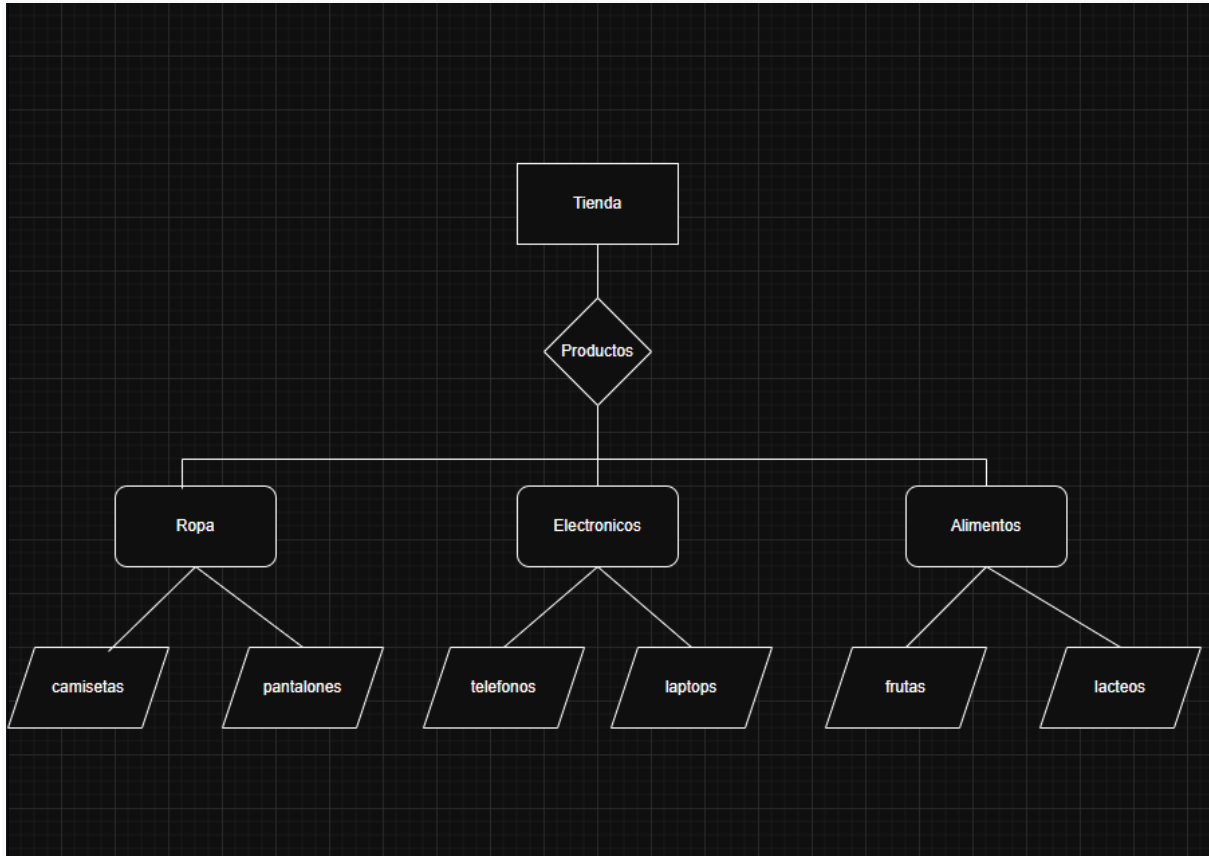 Tienda
Productos
Ropa
Electronicos
Alimentos
camisetas
pantalones
telefonos
laptops
frutas
lacteos